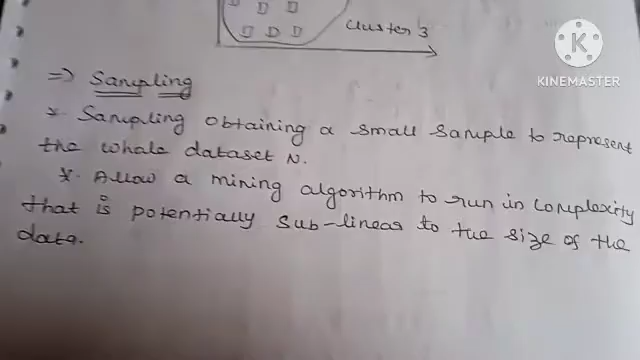 Cluster 3
K
KINEMASTER
=> Sampling
* Sampling obtaining a small sample to represent
the whole dataset N.
* Allow a mining algorithm to run in complexity
that is potentially sub-linear to the size of the
data.